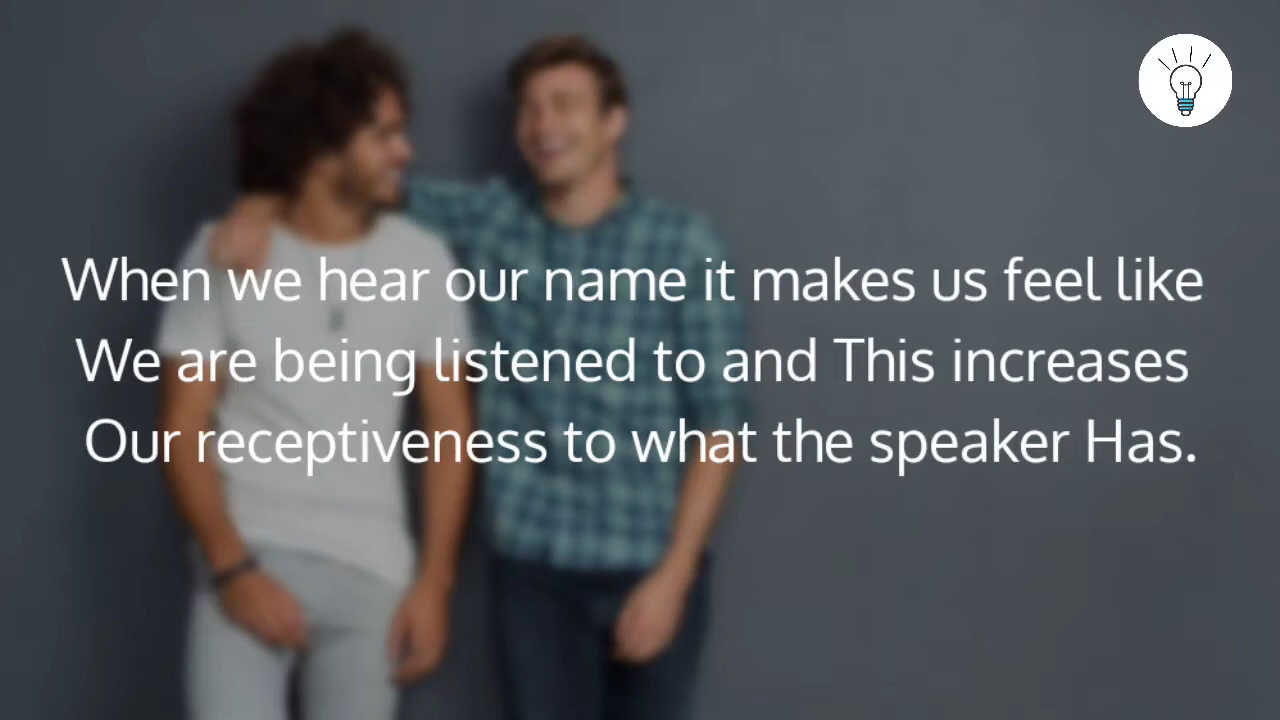 When we hear our name it makes us feel like
We are being listened to and This increases
Our receptiveness to what the speaker Has.